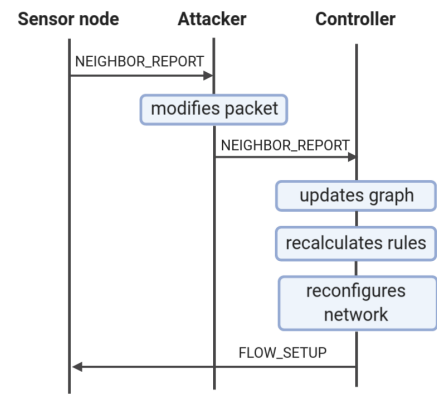 Sensor node Attacker Controller
NEIGHBOR_REPORT
modifies packet
NEIGHBOR_REPORT
updates graph
recalculates rules
reconfigures
network
FLOW_SETUP